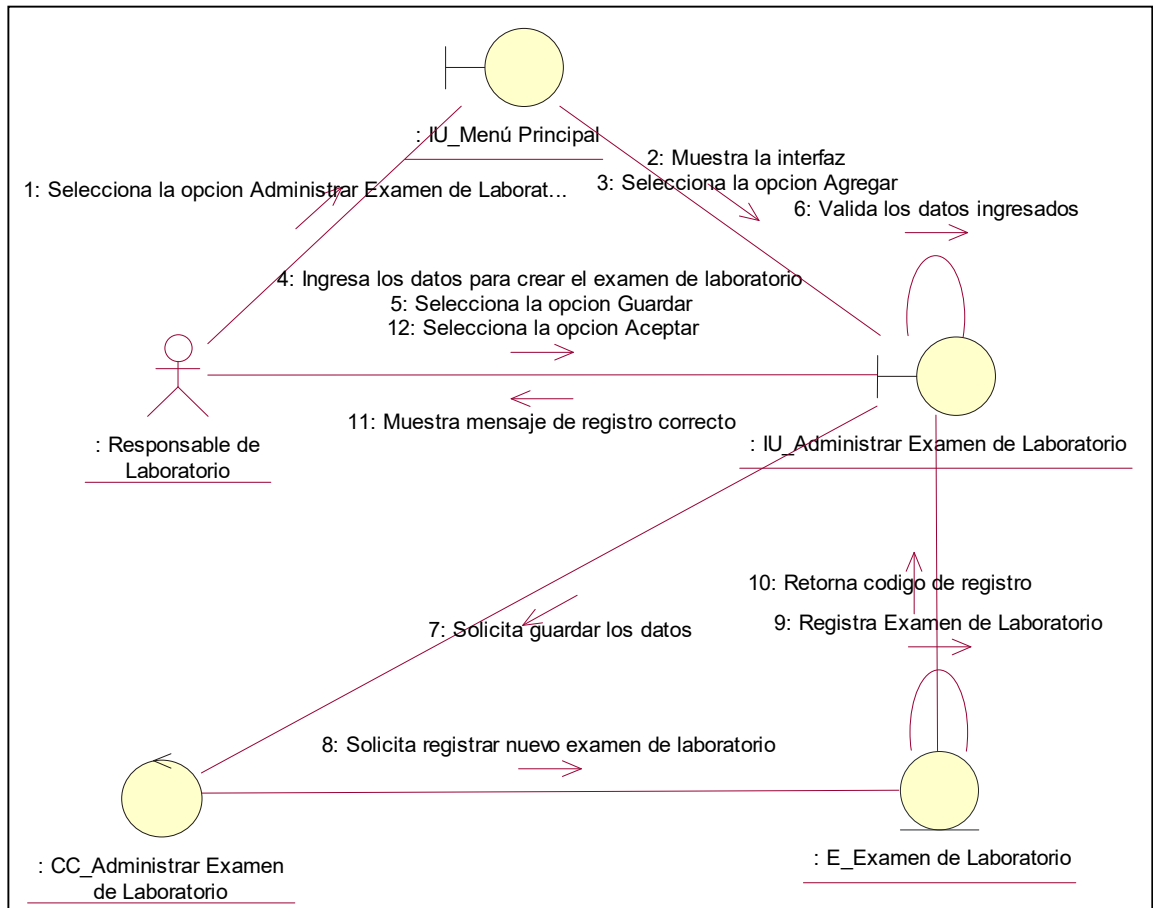 : IU_Menú Principal
1: Selecciona la opcion Administrar Examen de Laborat...
2: Muestra la interfaz
3: Selecciona la opcion Agregar
6: Valida los datos ingresados
4: Ingresa los datos para crear el examen de laboratorio
5: Selecciona la opcion Guardar
12: Selecciona la opcion Aceptar
11: Muestra mensaje de registro correcto
: Responsable de
Laboratorio
: IU_Administrar Examen de Laboratorio
10: Retorna codigo de registro
9: Registra Examen de Laboratorio
7: Solicita guardar los datos
8: Solicita registrar nuevo examen de laboratorio
: CC_Administrar Examen
de Laboratorio
: E_Examen de Laboratorio